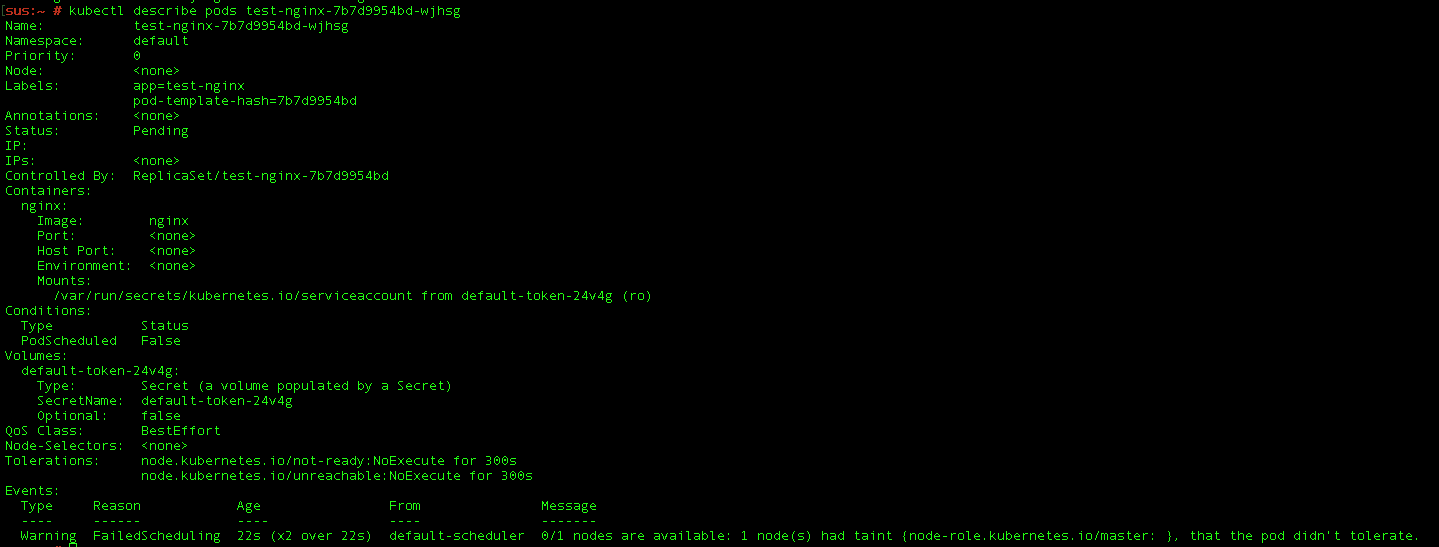 [sus:~ # kubectl describe pods test-nginx-7b7d9954bd-wjhsg
Name:           test-nginx-7b7d9954bd-wjhsg
Namespace:      default
Priority:       0
Node:           <none>
Labels:         app=test-nginx
                pod-template-hash=7b7d9954bd
Annotations:    <none>
Status:         Pending
IP:
IPs:            <none>
Controlled By:  ReplicaSet/test-nginx-7b7d9954bd
Containers:
  nginx:
    Image:        nginx
    Port:         <none>
    Host Port:    <none>
    Environment:  <none>
    Mounts:
      /var/run/secrets/kubernetes.io/serviceaccount from default-token-24v4g (ro)
Conditions:
  Type           Status
  PodScheduled   False
Volumes:
  default-token-24v4g:
    Type:        Secret (a volume populated by a Secret)
    SecretName:  default-token-24v4g
    Optional:    false
QoS Class:       BestEffort
Node-Selectors:  <none>
Tolerations:     node.kubernetes.io/not-ready:NoExecute for 300s
                 node.kubernetes.io/unreachable:NoExecute for 300s
Events:
  Type     Reason            Age                From               Message
  ----     ------            ----               ----               -------
  Warning  FailedScheduling  22s (x2 over 22s)  default-scheduler  0/1 nodes are available: 1 node(s) had taint {node-role.kubernetes.io/master: }, that the pod didn't tolerate.